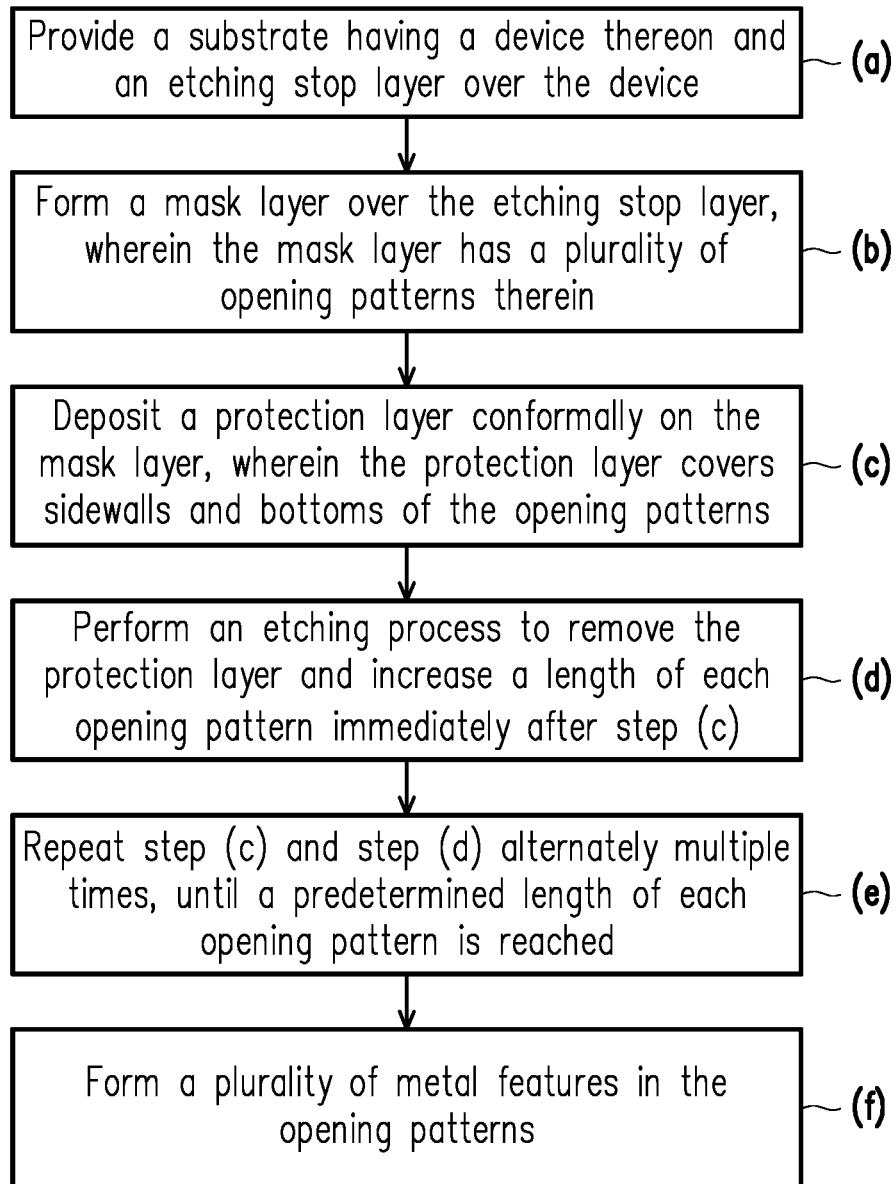 Provide a substrate having a device thereon and
an etching stop layer over the device
(a)
Form a mask layer over the etching stop layer,
wherein the mask layer has a plurality of
opening patterns therein
(b)
Deposit a protection layer conformally on the
mask layer, wherein the protection layer covers
sidewalls and bottoms of the opening patterns
(c)
Perform an etching process to remove the
protection layer and increase a length of each
opening pattern immediately after step (c)
(d)
Repeat step (c) and step (d) alternately multiple
times, until a predetermined length of each
opening pattern is reached
(e)
Form a plurality of metal features in the
opening patterns
(f)